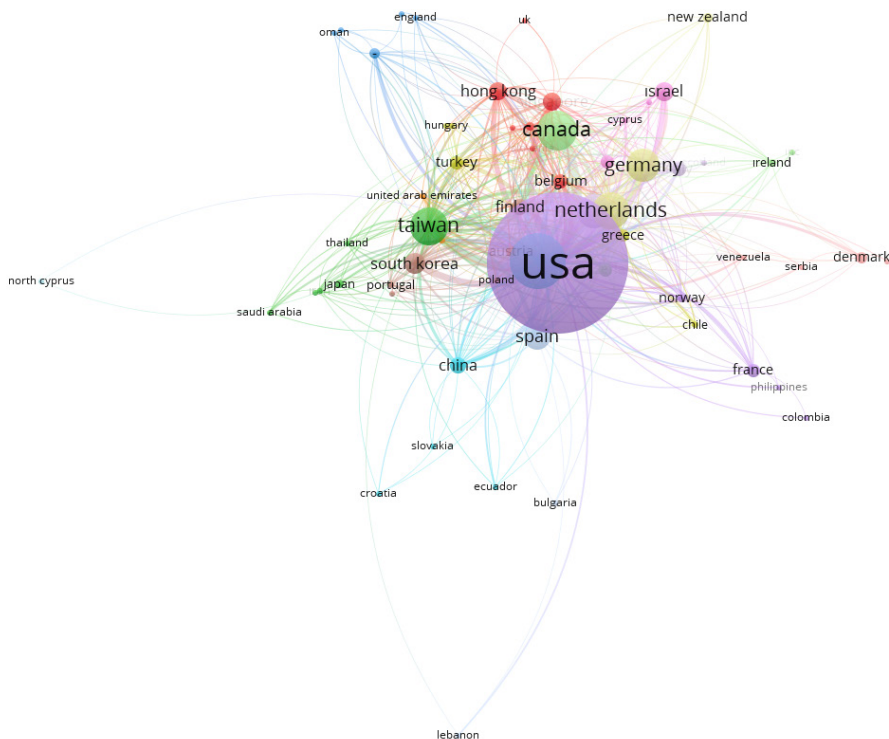 england
new zealand
uk
oman
hong kong
ısrael
cyprus
hungary
canada
turkey
germany
ıreland
belgium
united arab emirates
finland
netherlands
taiwan
greece
thailand
austria
usa
venezuela
denmark
south korea
serbia
north cyprus
poland
portugal
japan
norway
saudi arabia
chile
spain
china
france
philippines
colombia
slovakia
ecuador
croatia
bulgaria
lebanon